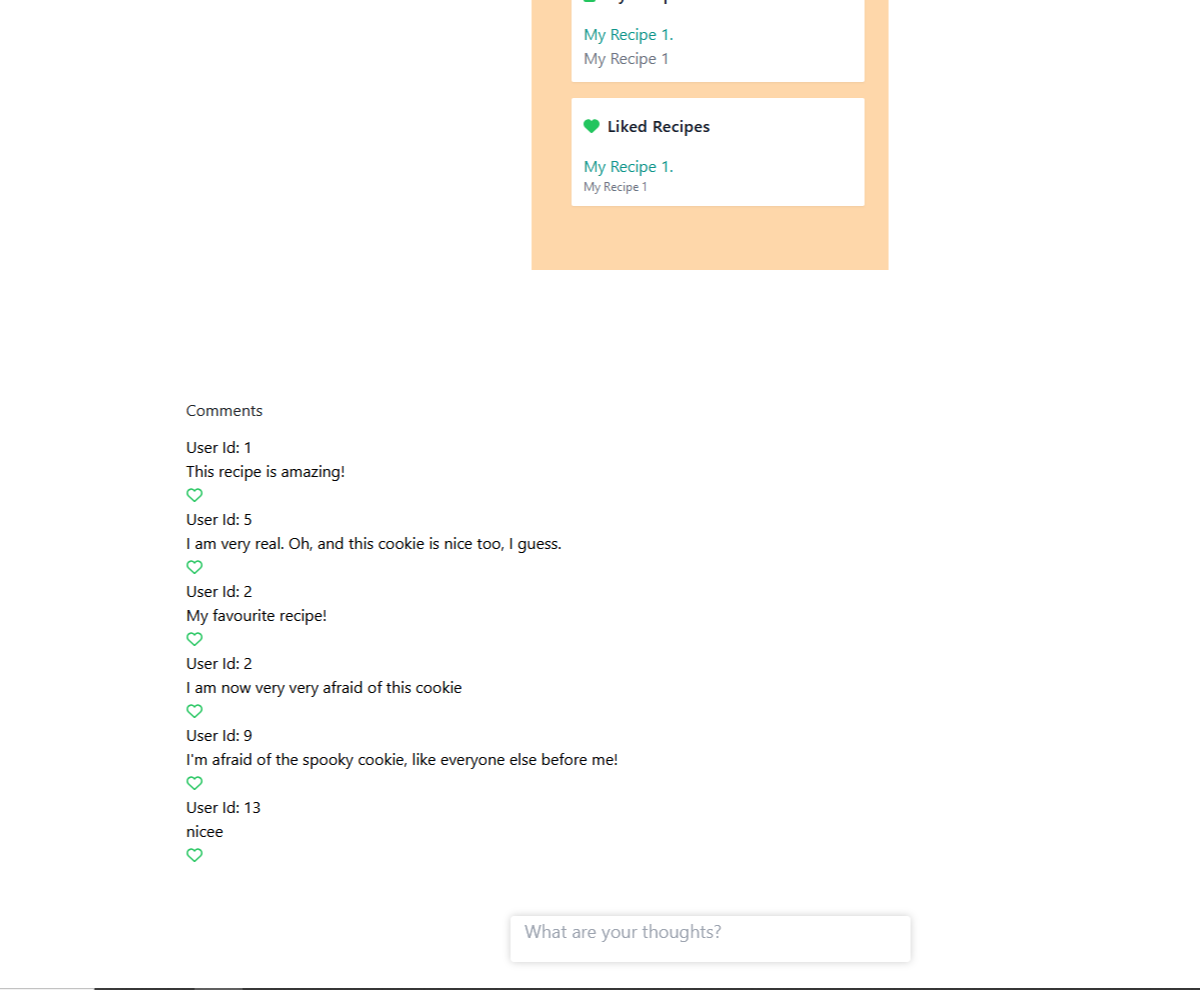 My Recipe 1.
My Recipe 1
Liked Recipes
My Recipe 1.
My Recipe 1
Comments
User Id: 1
This recipe is amazing!
User Id: 5
I am very real. Oh, and this cookie is nice too, I guess.
User Id: 2
My favourite recipe!
User Id: 2
I am now very very afraid of this cookie
User Id: 9
I'm afraid of the spooky cookie, like everyone else before me!
User Id: 13
nicee
What are your thoughts?